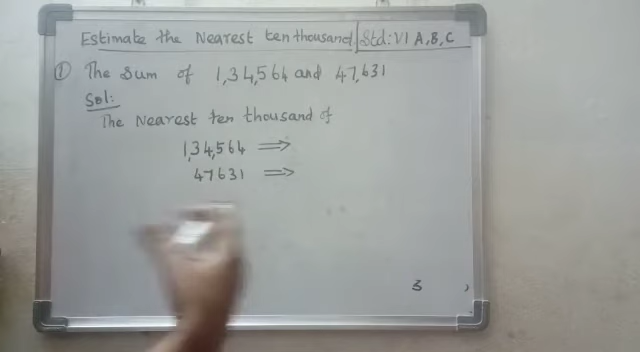 Estimate the Nearest ten thousand Std: VI A, B, C
① The Sum of 1,34,564 and 47,631
Sol:
The Nearest ten thousand of
1,34,564 ⟹
47631 ⟹